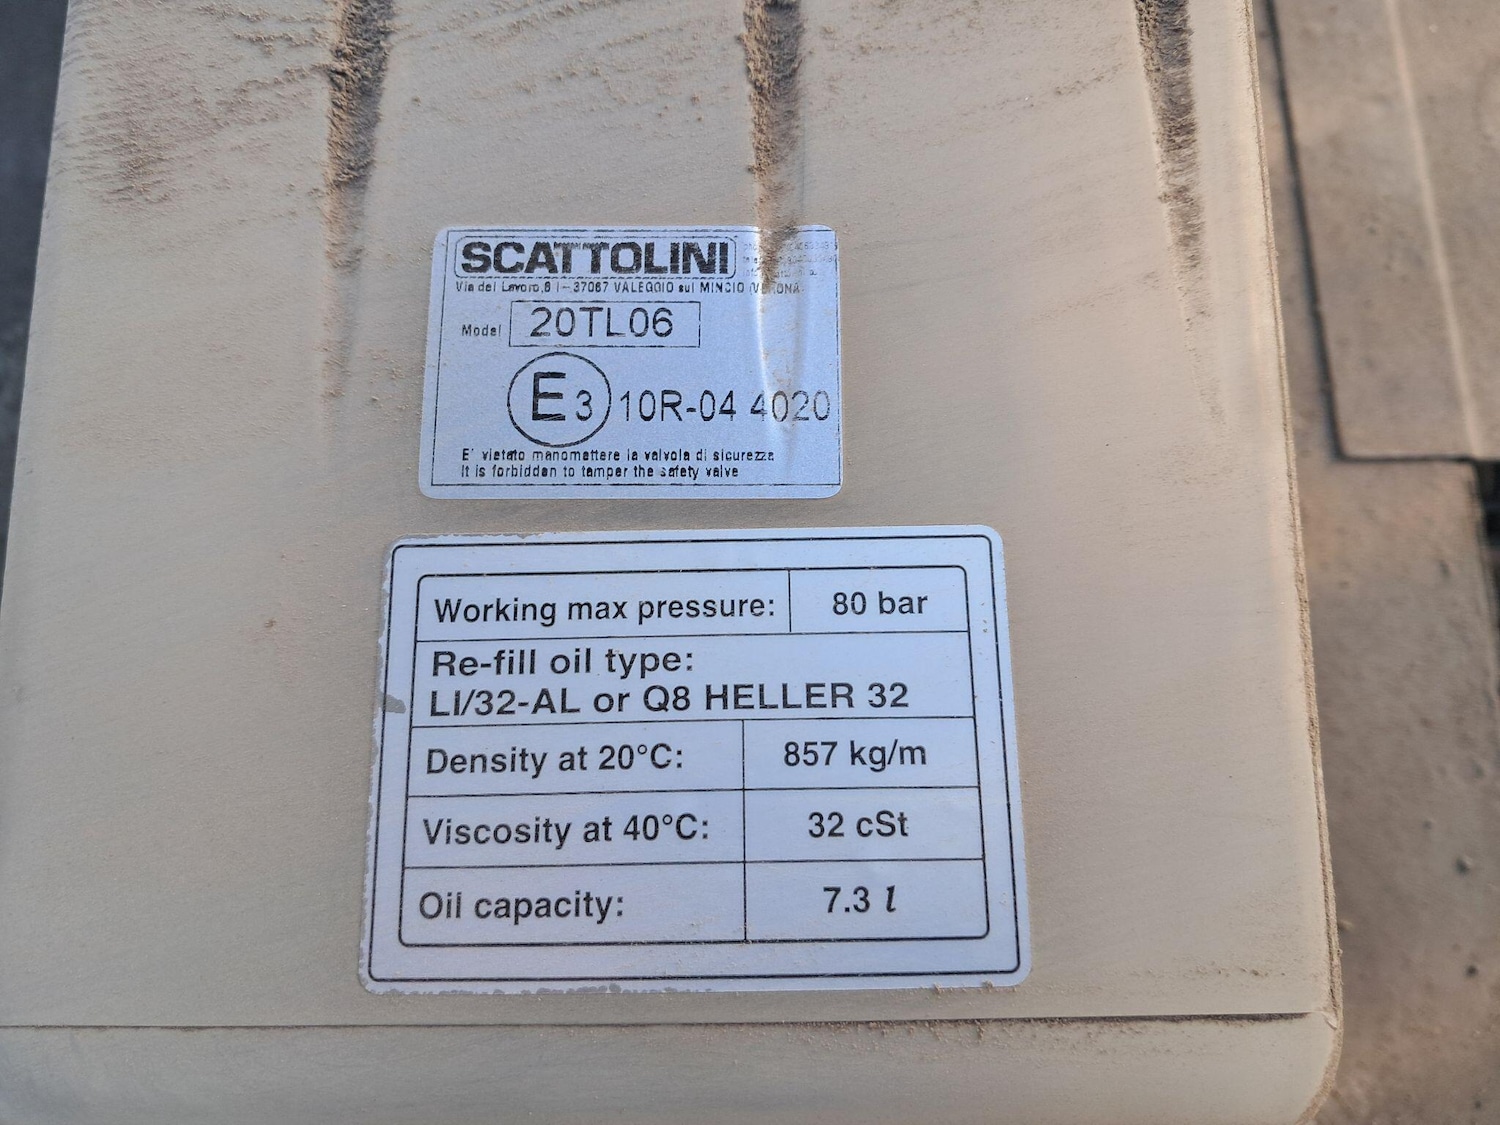 SCATTOLINI
Via del Lavoro,6 I-37067 VALEGGIO sul MINCIO
Model 20TL06
E3 10R-04 4020
E' vietato manomettere la valvola di sicurezza
It is forbidden to tamper the safety valve
Working max pressure: 80 bar
Re-fill oil type:
LI/32-AL or Q8 HELLER 32
Density at 20°C: 857 kg/m
Viscosity at 40°C: 32 cSt
Oil capacity: 7.3 l